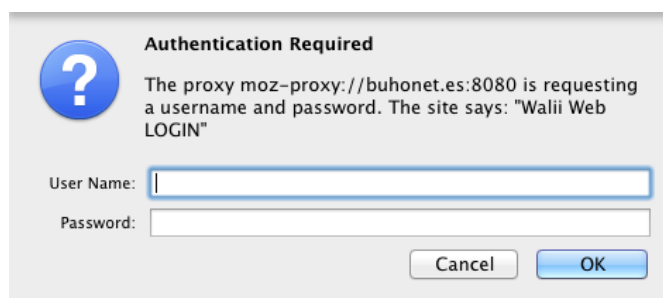 Authentication Required
The proxy moz-proxy://buhonet.es:8080 is requesting
a username and password. The site says: "Walii Web
LOGIN"
User Name:
Password:
Cancel OK